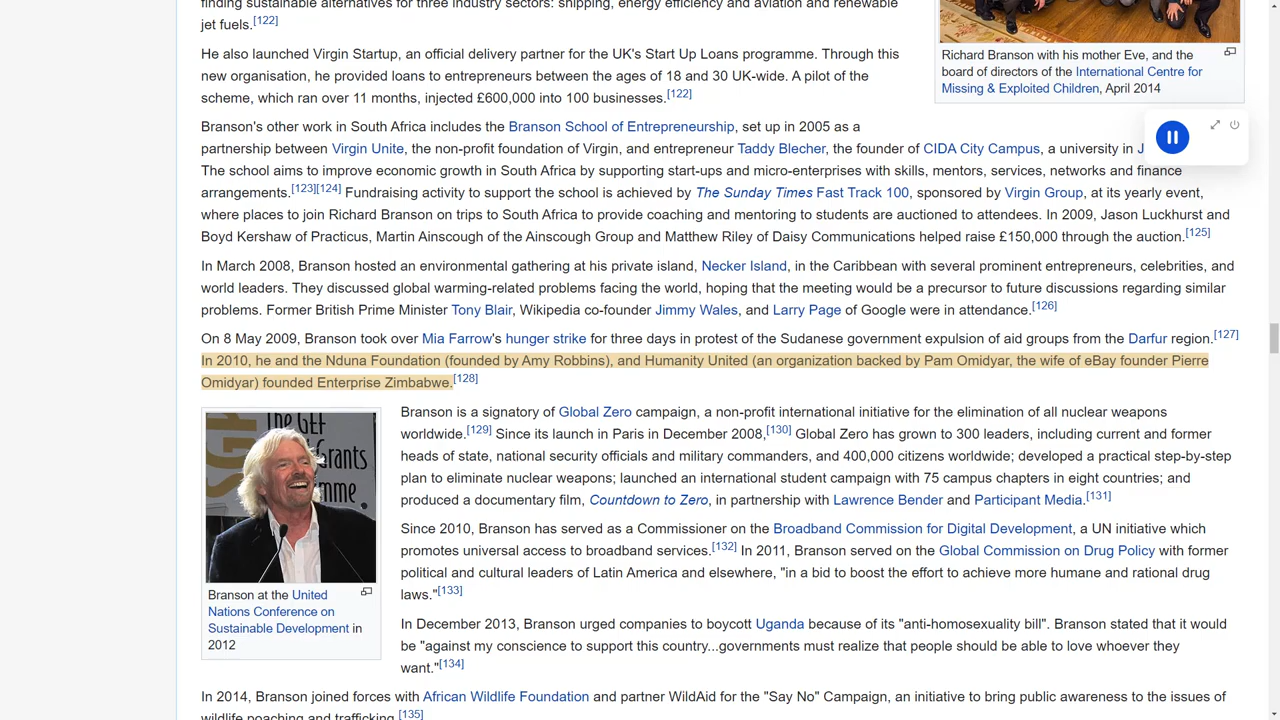 finding sustainable alternatives for three industry sectors: shipping, energy efficiency and aviation and renewable
jet fuels.[122]
He also launched Virgin Startup, an official delivery partner for the UK's Start Up Loans programme. Through this
new organisation, he provided loans to entrepreneurs between the ages of 18 and 30 UK-wide. A pilot of the
scheme, which ran over 11 months, injected £600,000 into 100 businesses.[122]
Richard Branson with his mother Eve, and the
board of directors of the International Centre for
Missing & Exploited Children, April 2014
Branson's other work in South Africa includes the Branson School of Entrepreneurship, set up in 2005 as a
partnership between Virgin Unite, the non-profit foundation of Virgin, and entrepreneur Taddy Blecher, the founder of CIDA City Campus, a university in J
The school aims to improve economic growth in South Africa by supporting start-ups and micro-enterprises with skills, mentors, services, networks and finance
arrangements.[123][124] Fundraising activity to support the school is achieved by The Sunday Times Fast Track 100, sponsored by Virgin Group, at its yearly event,
where places to join Richard Branson on trips to South Africa to provide coaching and mentoring to students are auctioned to attendees. In 2009, Jason Luckhurst and
Boyd Kershaw of Practicus, Martin Ainscough of the Ainscough Group and Matthew Riley of Daisy Communications helped raise £150,000 through the auction.[125]
In March 2008, Branson hosted an environmental gathering at his private island, Necker Island, in the Caribbean with several prominent entrepreneurs, celebrities, and
world leaders. They discussed global warming-related problems facing the world, hoping that the meeting would be a precursor to future discussions regarding similar
problems. Former British Prime Minister Tony Blair, Wikipedia co-founder Jimmy Wales, and Larry Page of Google were in attendance.[126]
On 8 May 2009, Branson took over Mia Farrow's hunger strike for three days in protest of the Sudanese government expulsion of aid groups from the Darfur region.[127]
In 2010, he and the Nduna Foundation (founded by Amy Robbins), and Humanity United (an organization backed by Pam Omidyar, the wife of eBay founder Pierre
Omidyar) founded Enterprise Zimbabwe.[128]
Branson is a signatory of Global Zero campaign, a non-profit international initiative for the elimination of all nuclear weapons
worldwide.[129] Since its launch in Paris in December 2008,[130] Global Zero has grown to 300 leaders, including current and former
heads of state, national security officials and military commanders, and 400,000 citizens worldwide; developed a practical step-by-step
plan to eliminate nuclear weapons; launched an international student campaign with 75 campus chapters in eight countries; and
produced a documentary film, Countdown to Zero, in partnership with Lawrence Bender and Participant Media.[131]
Since 2010, Branson has served as a Commissioner on the Broadband Commission for Digital Development, a UN initiative which
promotes universal access to broadband services.[132] In 2011, Branson served on the Global Commission on Drug Policy with former
political and cultural leaders of Latin America and elsewhere, "in a bid to boost the effort to achieve more humane and rational drug
laws."[133]
The GEF
Grants
mme
Branson at the United
Nations Conference on
Sustainable Development in
2012
In December 2013, Branson urged companies to boycott Uganda because of its "anti-homosexuality bill". Branson stated that it would
be "against my conscience to support this country...governments must realize that people should be able to love whoever they
want."[134]
In 2014, Branson joined forces with African Wildlife Foundation and partner WildAid for the "Say No" Campaign, an initiative to bring public awareness to the issues of
wildlife poaching and trafficking.[135]